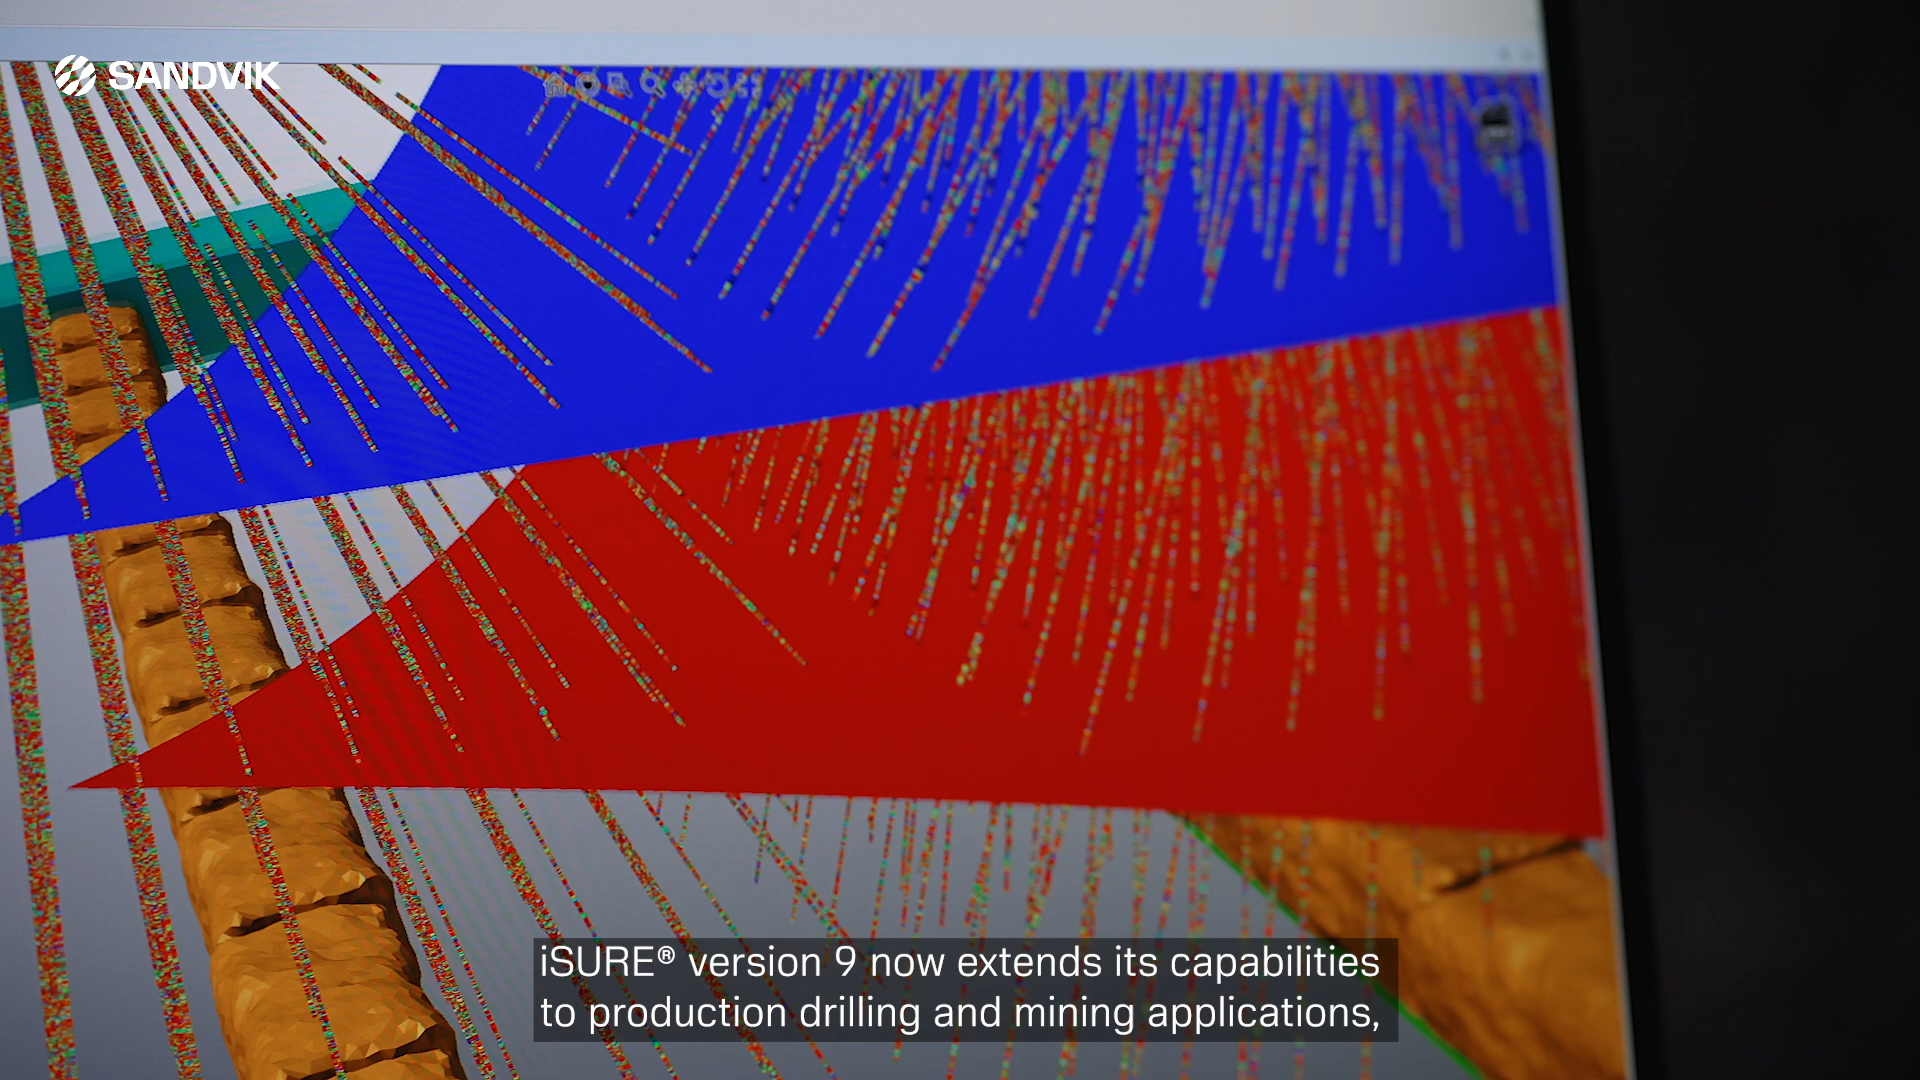 SANDVIK
iSURE® version 9 now extends its capabilities
to production drilling and mining applications,